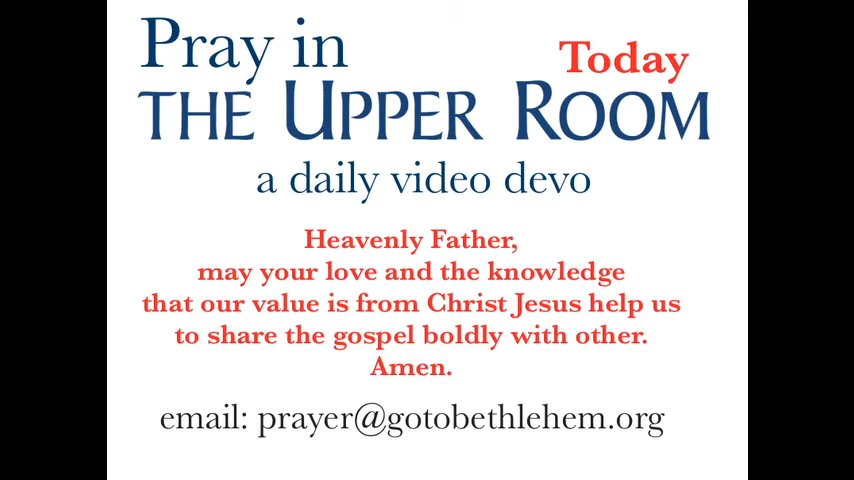 Pray in
Today
THE UPPER ROOM
a daily video devo
Heavenly Father,
may your love and the knowledge
that our value is from Christ Jesus help us
to share the gospel boldly with other.
Amen.
email: prayer@gotobethlehem.org